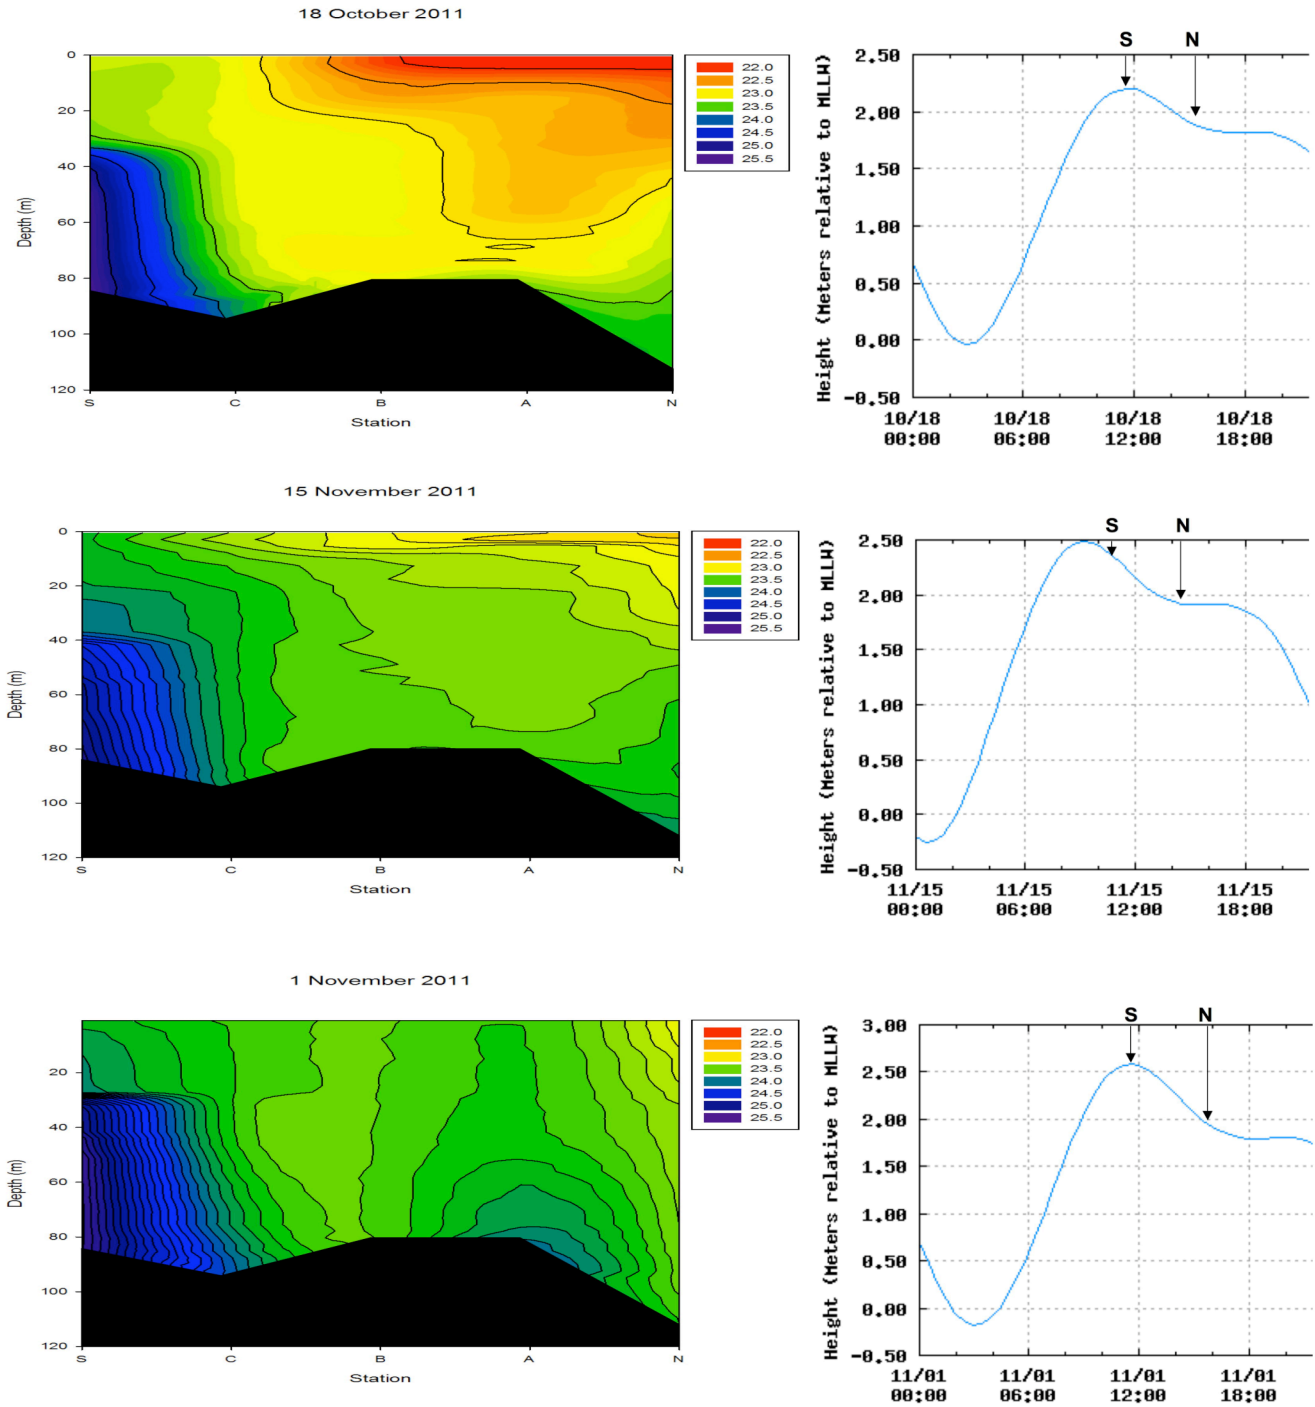 18 October 2011
0
20
40
60
80
100
120
Depth (m)
S C B A N
Station
22.0
22.5
23.0
23.5
24.0
24.5
25.0
25.5
S N
2.50
2.00
1.50
1.00
0.50
0.00
-0.50
Height (Meters relative to MLLW)
10/18 10/18 10/18 10/18
00:00 06:00 12:00 18:00
15 November 2011
0
20
40
60
80
100
120
Depth (m)
S C B A N
Station
22.0
22.5
23.0
23.5
24.0
24.5
25.0
25.5
S N
2.50
2.00
1.50
1.00
0.50
0.00
-0.50
Height (Meters relative to MLLW)
11/15 11/15 11/15 11/15
00:00 06:00 12:00 18:00
1 November 2011
20
40
60
80
100
120
Depth (m)
S C B A N
Station
22.0
22.5
23.0
23.5
24.0
24.5
25.0
25.5
S N
3.00
2.50
2.00
1.50
1.00
0.50
0.00
-0.50
Height (Meters relative to MLLW)
11/01 11/01 11/01 11/01
00:00 06:00 12:00 18:00